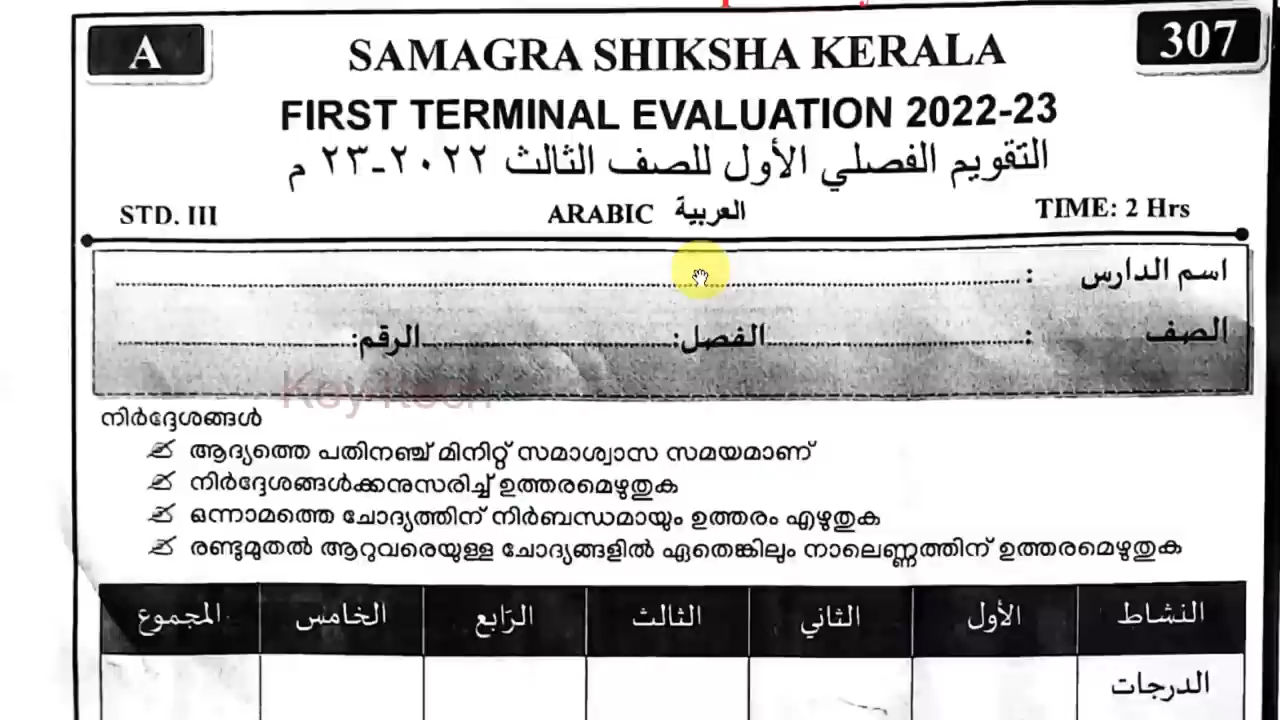 A
307
SAMAGRA SHIKSHA KERALA
FIRST TERMINAL EVALUATION 2022-23
التقويم الفصلي الأول للصف الثالث ٢٠٢٢-٢٣ م
STD. III ARABIC العربية TIME: 2 Hrs
اسم الدارس :
الصف : الفصل: الرقم:
നിർദ്ദേശങ്ങൾ
ആദ്യത്തെ പതിനഞ്ച് മിനിറ്റ് സമാശ്വാസ സമയമാണ്
നിർദ്ദേശങ്ങൾക്കനുസരിച്ച് ഉത്തരമെഴുതുക
ഒന്നാമത്തെ ചോദ്യത്തിന് നിർബന്ധമായും ഉത്തരം എഴുതുക
രണ്ടുമുതൽ ആറുവരെയുള്ള ചോദ്യങ്ങളിൽ ഏതെങ്കിലും നാലെണ്ണത്തിന് ഉത്തരമെഴുതുക
النشاط الأول الثاني الثالث الرّابع الخامس المجموع
الدرجات